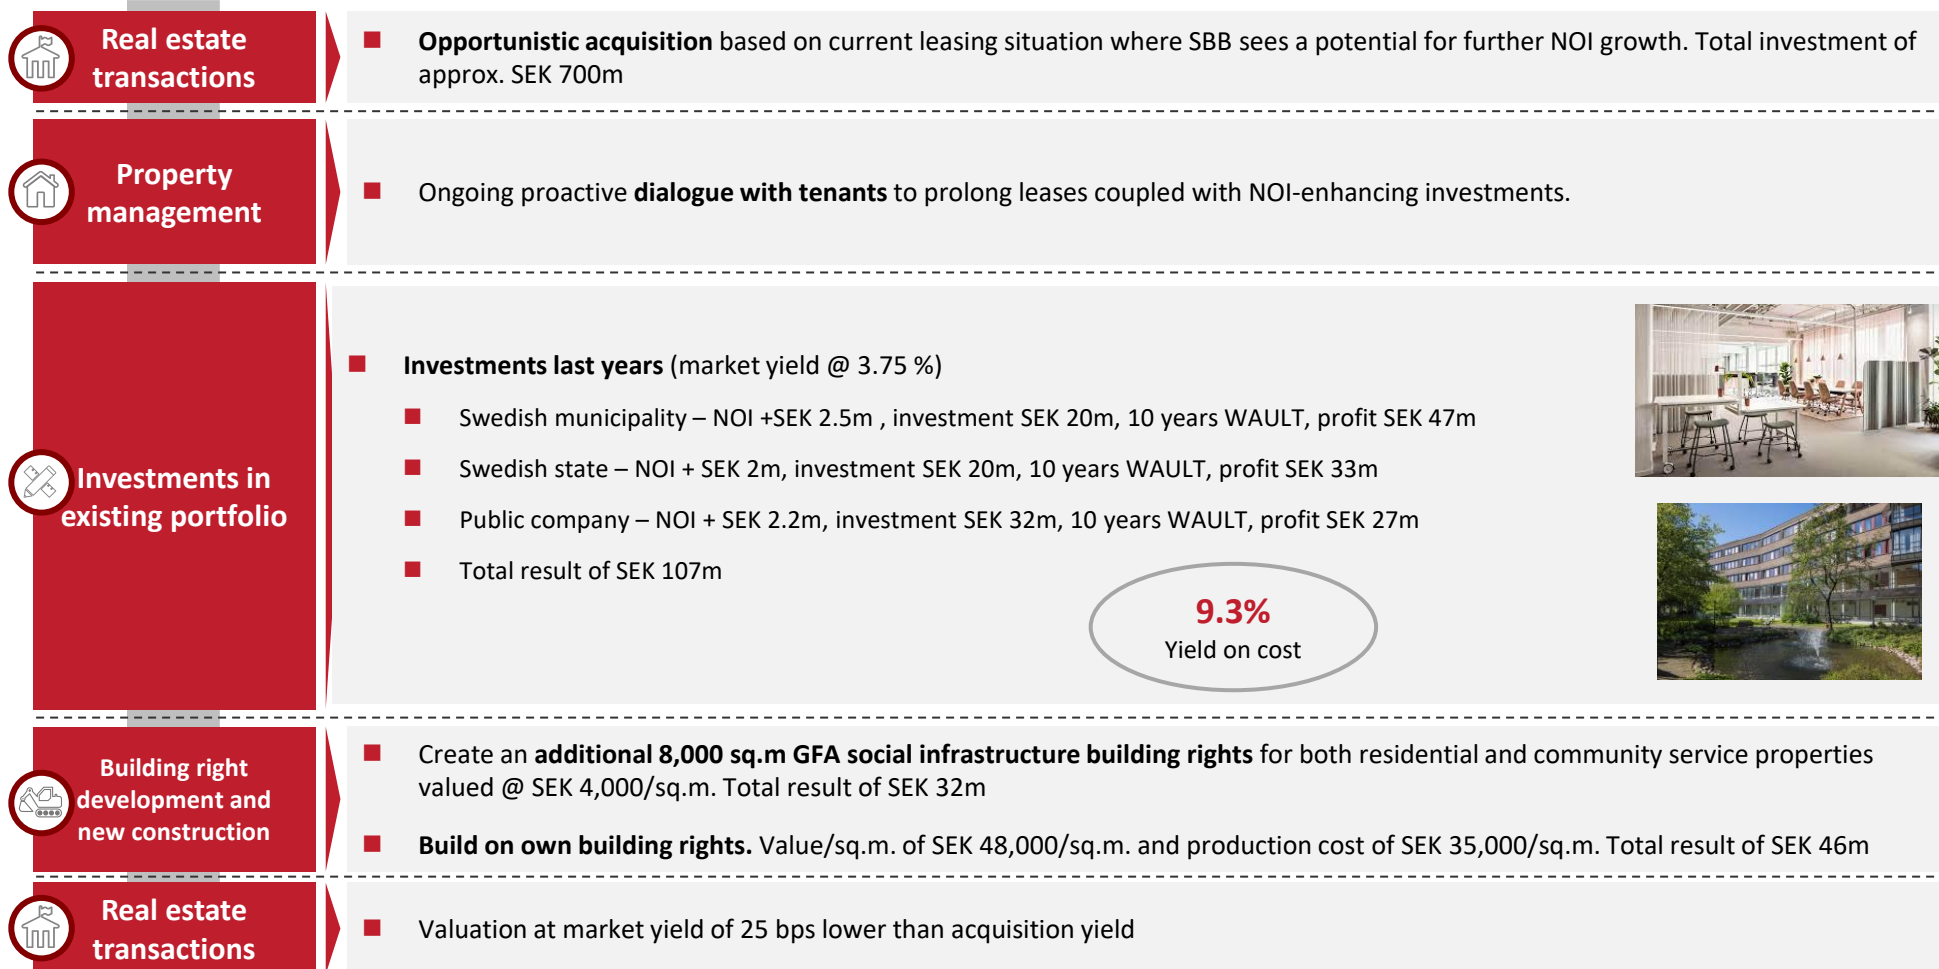 Real estate
transactions
Opportunistic acquisition based on current leasing situation where SBB sees a potential for further NOI growth. Total investment of
approx. SEK 700m
Property
management
Ongoing proactive dialogue with tenants to prolong leases coupled with NOI-enhancing investments.
Investments in
existing portfolio
Investments last years (market yield @ 3.75 %)
Swedish municipality – NOI +SEK 2.5m , investment SEK 20m, 10 years WAULT, profit SEK 47m
Swedish state – NOI + SEK 2m, investment SEK 20m, 10 years WAULT, profit SEK 33m
Public company – NOI + SEK 2.2m, investment SEK 32m, 10 years WAULT, profit SEK 27m
Total result of SEK 107m
9.3%
Yield on cost
Building right
development and
new construction
Create an additional 8,000 sq.m GFA social infrastructure building rights for both residential and community service properties
valued @ SEK 4,000/sq.m. Total result of SEK 32m
Build on own building rights. Value/sq.m. of SEK 48,000/sq.m. and production cost of SEK 35,000/sq.m. Total result of SEK 46m
Real estate
transactions
Valuation at market yield of 25 bps lower than acquisition yield